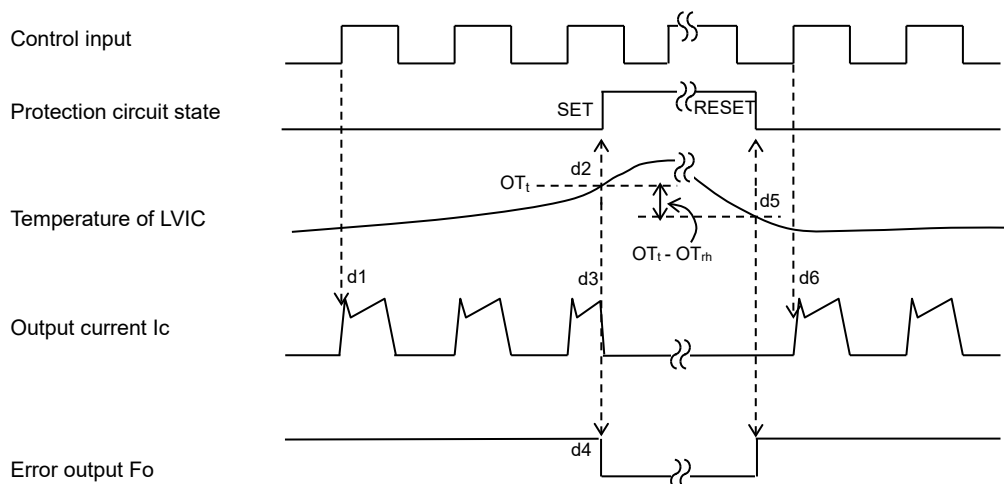 Control input
Protection circuit state
SET
RESET
d2
OTt
d5
Temperature of LVIC
OTt - OTrh
d1
d3
d6
Output current Ic
d4
Error output Fo